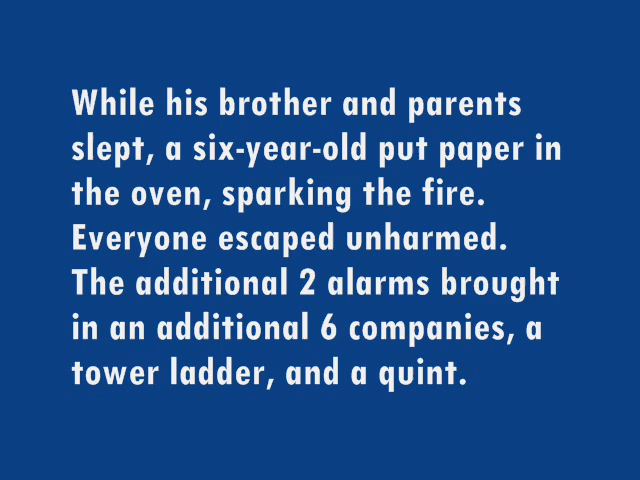 While his brother and parents
slept, a six-year-old put paper in
the oven, sparking the fire.
Everyone escaped unharmed.
The additional 2 alarms brought
in an additional 6 companies, a
tower ladder, and a quint.